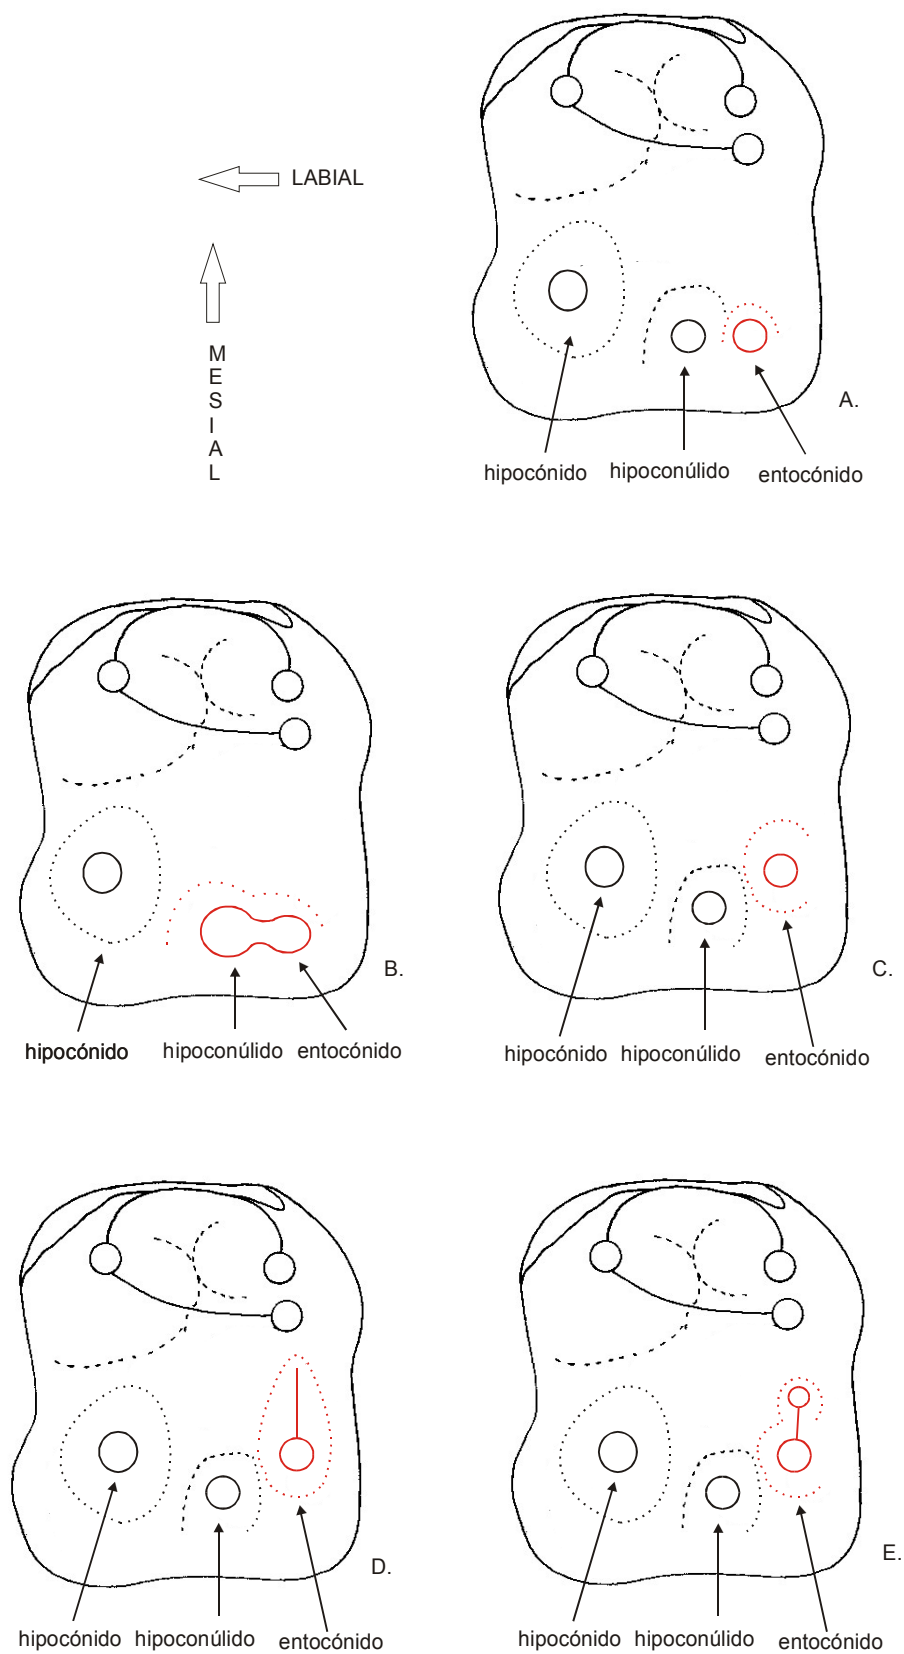 LABIAL
M
E
S
I
A
L
A.
hipocónido hipoconúlido entocónido
B.
hipocónido hipoconúlido entocónido
C.
hipocónido hipoconúlido entocónido
D.
hipocónido hipoconúlido entocónido
E.
hipocónido hipoconúlido entocónido